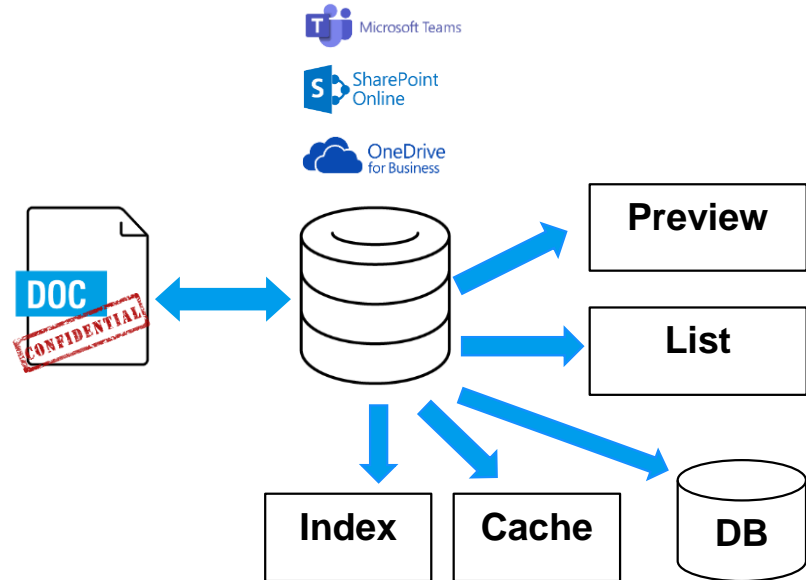 Microsoft Teams
SharePoint
Online
OneDrive
for Business
Preview
DOC
CONFIDENTIAL
List
Index
Cache
DB